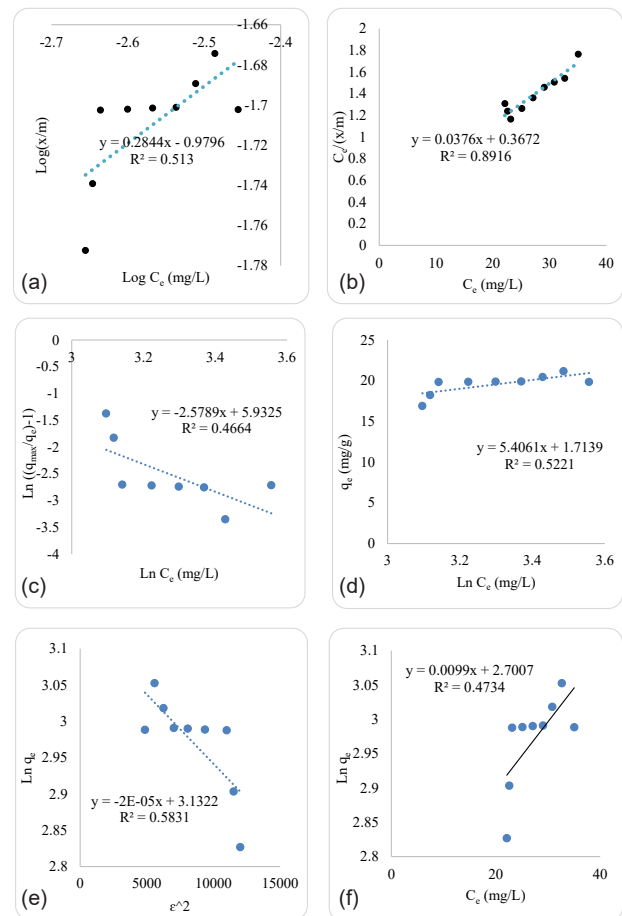 -2.7 -2.6 -2.5 -2.4
-1.66
-1.68
-1.7
-1.72
-1.74
-1.76
-1.78
Log(x/m)
y = 0.2844x - 0.9796
R² = 0.513
Log Cₑ (mg/L)
(a)
2
1.8
1.6
1.4
1.2
1
0.8
0.6
0.4
0.2
0
Cₑ/(x/m)
y = 0.0376x + 0.3672
R² = 0.8916
0 10 20 30 40
Cₑ (mg/L)
(b)
0
-0.5
-1
-1.5
-2
-2.5
-3
-3.5
-4
3 3.2 3.4 3.6
Ln ((qₘₐₓ/qₑ)-1)
y = -2.5789x + 5.9325
R² = 0.4664
Ln Cₑ (mg/L)
(c)
25
20
15
10
5
0
qₑ (mg/g)
y = 5.4061x + 1.7139
R² = 0.5221
3 3.2 3.4 3.6
Ln Cₑ (mg/L)
(d)
3.1
3.05
3
2.95
2.9
2.85
2.8
Ln qₑ
y = -2E-05x + 3.1322
R² = 0.5831
0 5000 10000 15000
ε^2
(e)
3.1
3.05
3
2.95
2.9
2.85
2.8
Ln qₑ
y = 0.0099x + 2.7007
R² = 0.4734
0 20 40
Cₑ (mg/L)
(f)